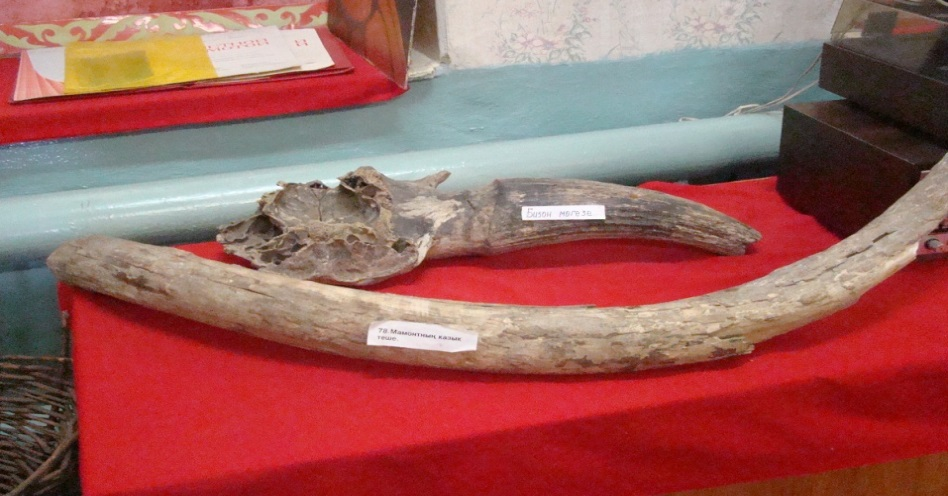 Бизон мөгезе
78.Мамонтның казык
теше.